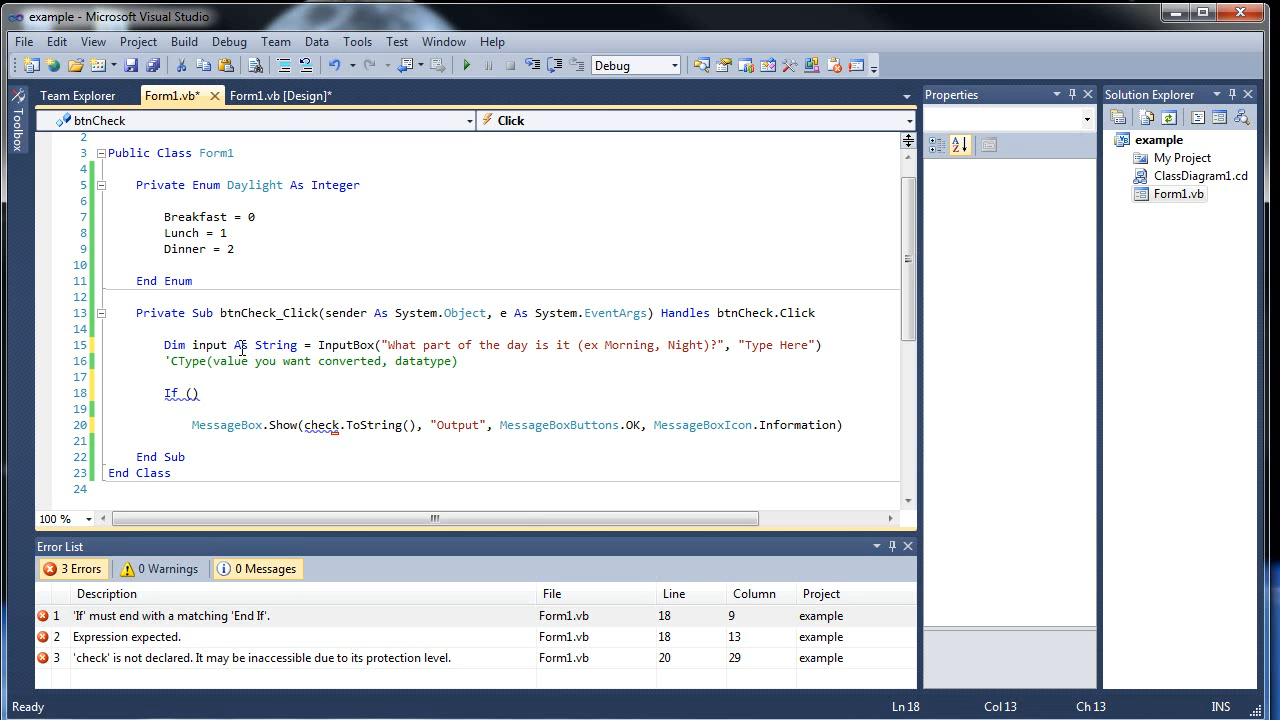 example - Microsoft Visual Studio
File Edit View Project Build Debug Team Data Tools Test Window Help
Debug
Team Explorer Form1.vb* Form1.vb [Design]*
Properties
Solution Explorer
Toolbox
btnCheck Click
2
3 Public Class Form1
4
5 Private Enum Daylight As Integer
6
7 Breakfast = 0
8 Lunch = 1
9 Dinner = 2
10
11 End Enum
12
13 Private Sub btnCheck_Click(sender As System.Object, e As System.EventArgs) Handles btnCheck.Click
14
15 Dim input As String = InputBox("What part of the day is it (ex Morning, Night)?", "Type Here")
16 'CType(value you want converted, datatype)
17
18 If ()
19
20 MessageBox.Show(check.ToString(), "Output", MessageBoxButtons.OK, MessageBoxIcon.Information)
21
22 End Sub
23 End Class
24
100 %
example
My Project
ClassDiagram1.cd
Form1.vb
Error List
3 Errors 0 Warnings 0 Messages
Description File Line Column Project
1 'If' must end with a matching 'End If'. Form1.vb 18 9 example
2 Expression expected. Form1.vb 18 13 example
3 'check' is not declared. It may be inaccessible due to its protection level. Form1.vb 20 29 example
Ready Ln 18 Col 13 Ch 13 INS